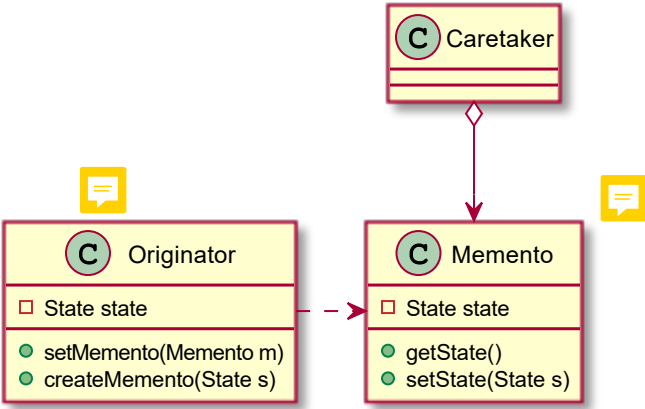 C Caretaker
C Originator
State state
setMemento(Memento m)
createMemento(State s)
C Memento
State state
getState()
setState(State s)